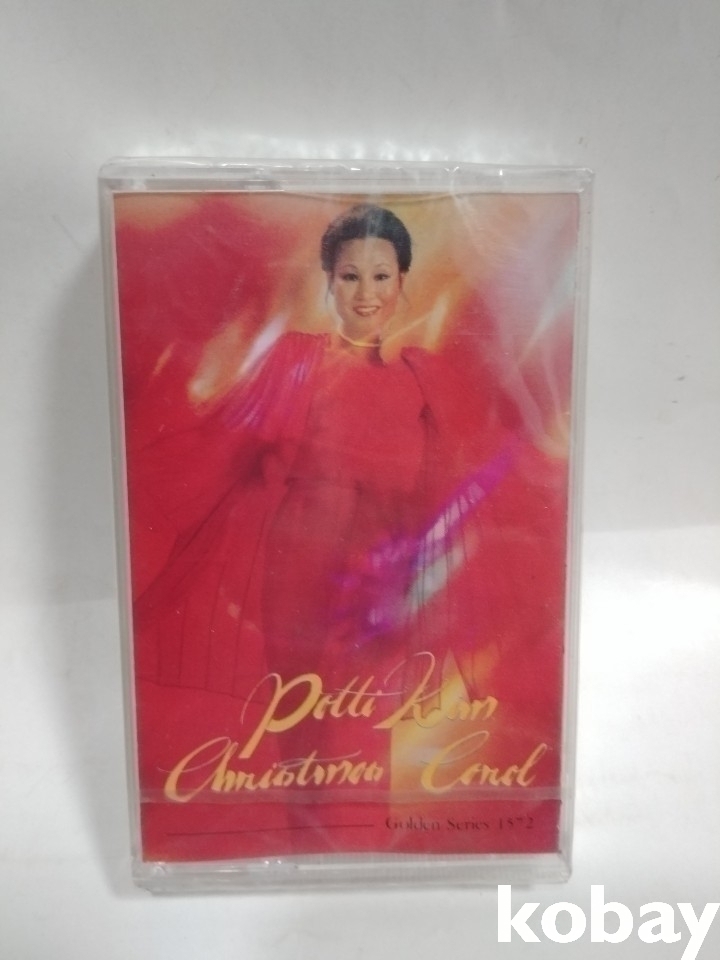 Patti Kim
Christmas Carol
Golden Series 1572
kobay